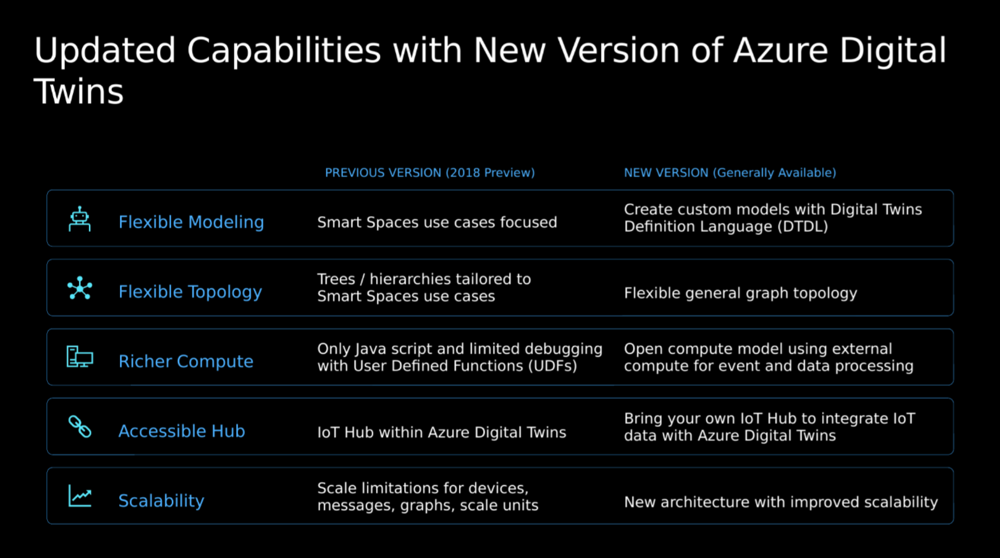 Updated Capabilities with New Version of Azure Digital
Twins
PREVIOUS VERSION (2018 Preview)
NEW VERSION (Generally Available)
Flexible Modeling
Smart Spaces use cases focused
Create custom models with Digital Twins
Definition Language (DTDL)
Flexible Topology
Trees / hierarchies tailored to
Smart Spaces use cases
Flexible general graph topology
Richer Compute
Only Java script and limited debugging
with User Defined Functions (UDFs)
Open compute model using external
compute for event and data processing
Accessible Hub
IoT Hub within Azure Digital Twins
Bring your own IoT Hub to integrate IoT
data with Azure Digital Twins
Scalability
Scale limitations for devices,
messages, graphs, scale units
New architecture with improved scalability